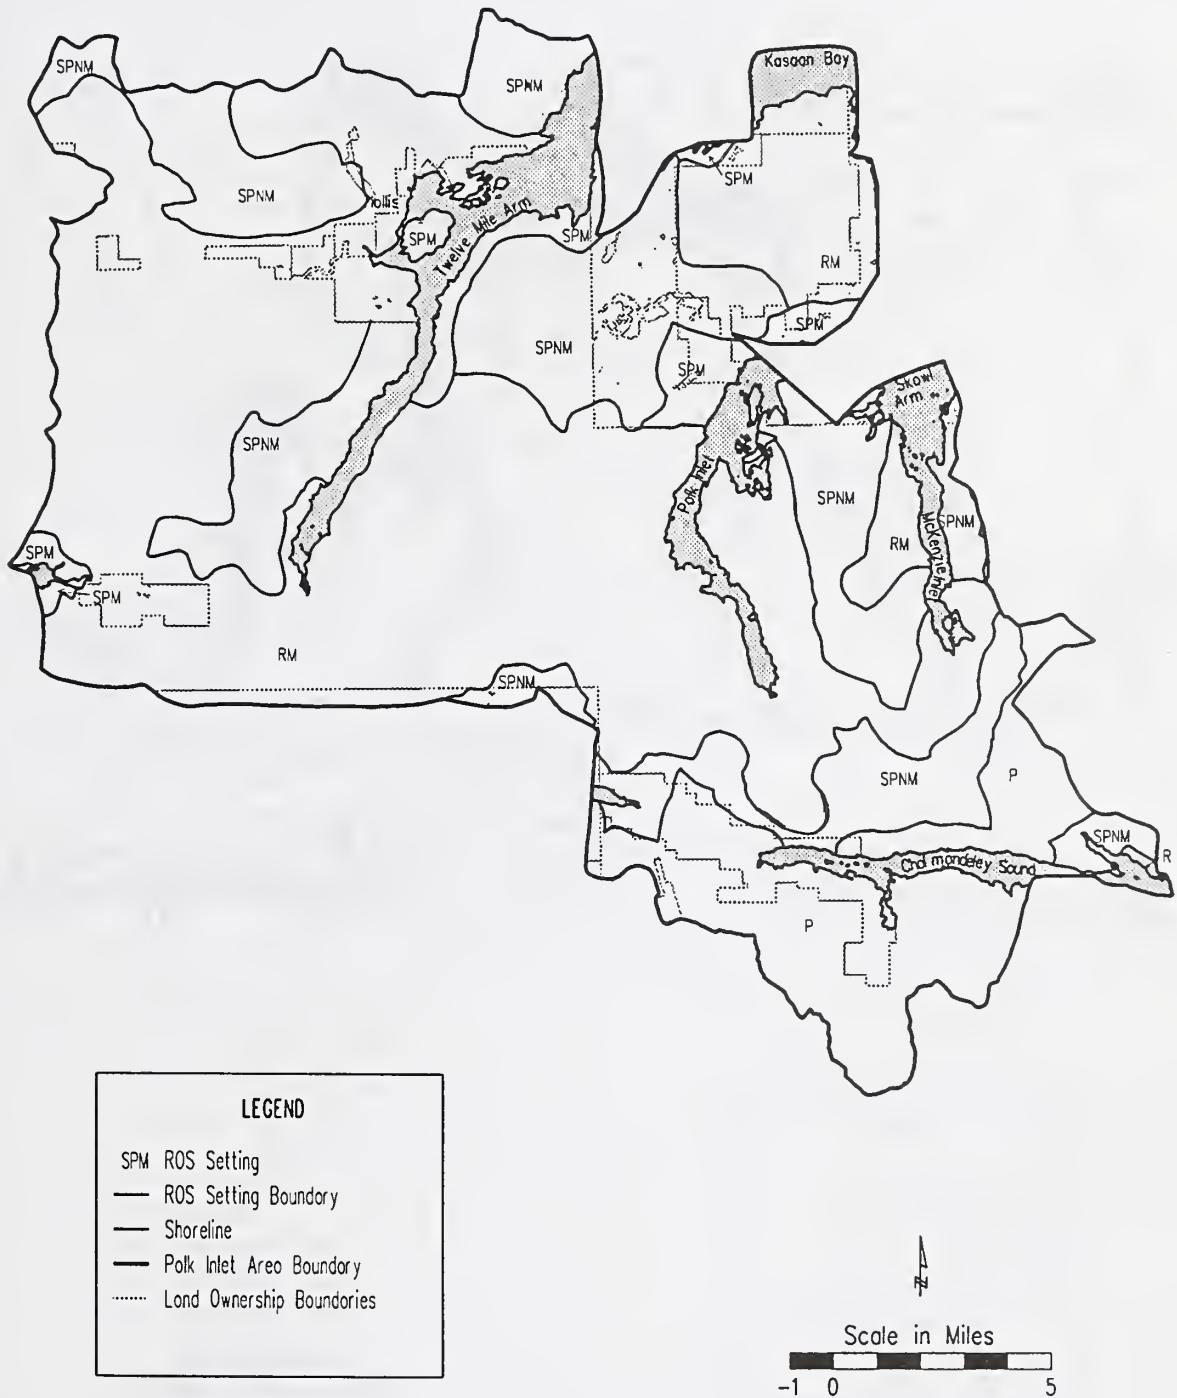 Kasaan Bay
SPNM
SPNM
SPM
SPNM
Hollis
SPM
Twelve Mile Arm
SPM
RM
SPM
SPNM
SPM
Skowl
Arm
SPNM
Polk Inlet
SPNM
McKenzie Inlet
SPNM
RM
SPM
SPM
RM
SPNM
SPNM
P
SPNM
R
Cholmondeley Sound
P
LEGEND
SPM ROS Setting
ROS Setting Boundary
Shoreline
Polk Inlet Area Boundary
Land Ownership Boundaries
N
Scale in Miles
-1 0 5